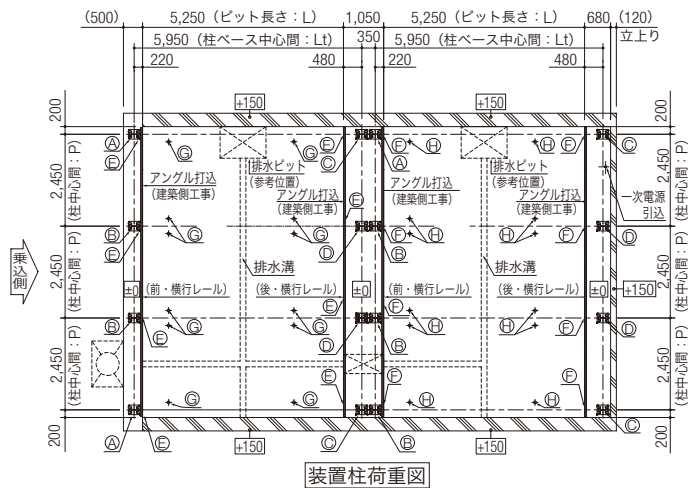 (500)
5,250（ピット長さ：L）
1,050
5,250（ピット長さ：L）
680
(120)
立上り
5,950（柱ベース中心間：Lt）
350
5,950（柱ベース中心間：Lt）
220
480
220
480
200
+150
+150
200
Ⓐ
Ⓔ
Ⓖ
Ⓖ
Ⓔ
Ⓒ
Ⓕ
Ⓐ
Ⓗ
Ⓗ
Ⓕ
Ⓒ
アングル打込
(建築側工事)
排水ピット
(参考位置)
アングル打込
(建築側工事)
Ⓔ
アングル打込
(建築側工事)
排水ピット
(参考位置)
アングル打込
(建築側工事)
一次電源
引込
2,450
(柱中心間：P)
2,450
(柱中心間：P)
Ⓑ
Ⓔ
Ⓖ
Ⓖ
Ⓓ
Ⓕ
Ⓑ
Ⓗ
Ⓗ
Ⓕ
Ⓓ
乗込側
2,450
(柱中心間：P)
排水溝
排水溝
2,450
(柱中心間：P)
±0
(前・横行レール)
(後・横行レール)
±0
(前・横行レール)
(後・横行レール)
±0
+150
Ⓑ
Ⓔ
Ⓖ
Ⓖ
Ⓔ
Ⓓ
Ⓕ
Ⓑ
Ⓗ
Ⓗ
Ⓕ
Ⓓ
2,450
(柱中心間：P)
2,450
(柱中心間：P)
Ⓖ
Ⓖ
Ⓔ
Ⓕ
Ⓗ
Ⓗ
Ⓕ
200
Ⓐ
Ⓔ
+150
Ⓒ
Ⓑ
+150
Ⓒ
200
装置柱荷重図